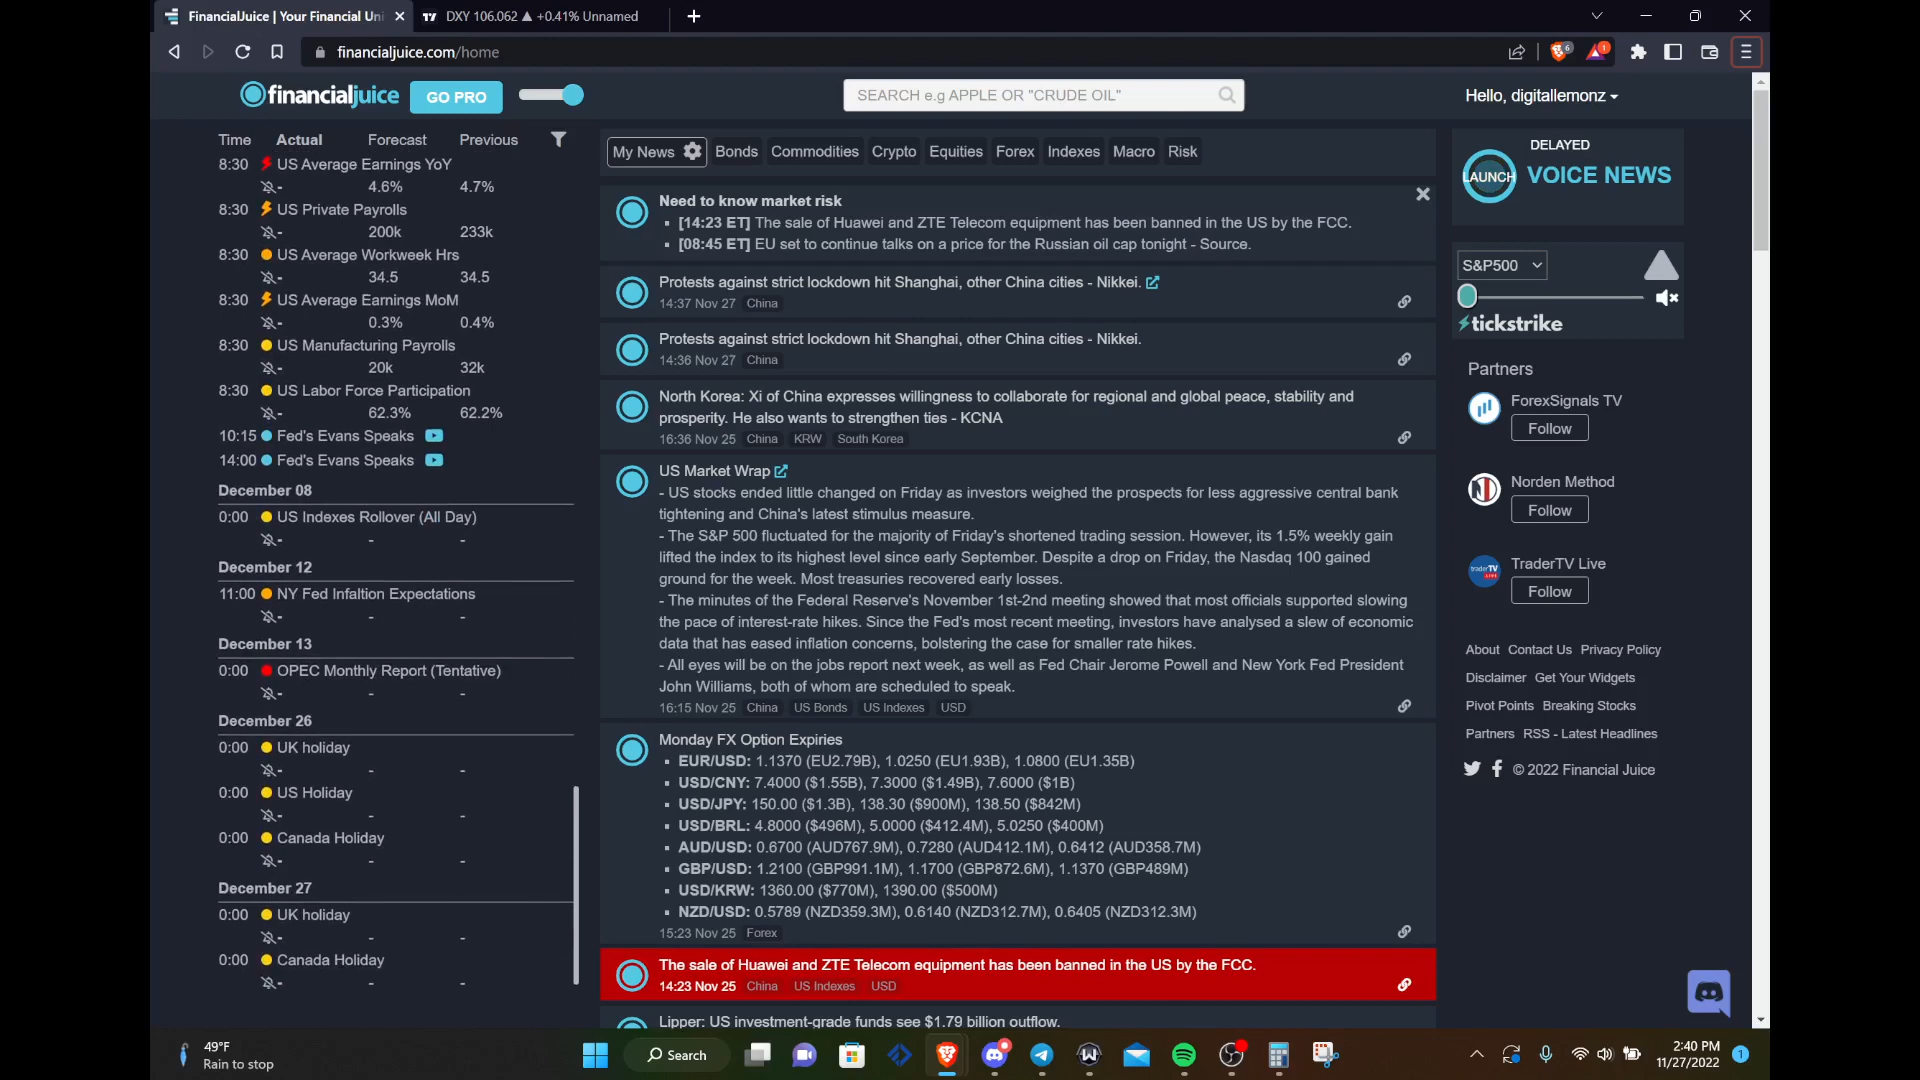 FinancialJuice | Your Financial Uni
DXY 106.062 ▲ +0.41% Unnamed
financialjuice.com/home
6
1
financialjuice
GO PRO
SEARCH e.g APPLE OR "CRUDE OIL"
Hello, digitallemonz
Time Actual Forecast Previous
8:30 US Average Earnings YoY
- 4.6% 4.7%
8:30 US Private Payrolls
- 200k 233k
8:30 US Average Workweek Hrs
- 34.5 34.5
8:30 US Average Earnings MoM
- 0.3% 0.4%
8:30 US Manufacturing Payrolls
- 20k 32k
8:30 US Labor Force Participation
- 62.3% 62.2%
10:15 Fed's Evans Speaks
14:00 Fed's Evans Speaks
December 08
0:00 US Indexes Rollover (All Day)
- - -
December 12
11:00 NY Fed Infaltion Expectations
- - -
December 13
0:00 OPEC Monthly Report (Tentative)
- - -
December 26
0:00 UK holiday
- - -
0:00 US Holiday
- - -
0:00 Canada Holiday
- - -
December 27
0:00 UK holiday
- - -
0:00 Canada Holiday
- - -
My News Bonds Commodities Crypto Equities Forex Indexes Macro Risk
Need to know market risk
[14:23 ET] The sale of Huawei and ZTE Telecom equipment has been banned in the US by the FCC.
[08:45 ET] EU set to continue talks on a price for the Russian oil cap tonight - Source.
Protests against strict lockdown hit Shanghai, other China cities - Nikkei.
14:37 Nov 27 China
Protests against strict lockdown hit Shanghai, other China cities - Nikkei.
14:36 Nov 27 China
North Korea: Xi of China expresses willingness to collaborate for regional and global peace, stability and
prosperity. He also wants to strengthen ties - KCNA
16:36 Nov 25 China KRW South Korea
US Market Wrap
- US stocks ended little changed on Friday as investors weighed the prospects for less aggressive central bank
tightening and China's latest stimulus measure.
- The S&P 500 fluctuated for the majority of Friday's shortened trading session. However, its 1.5% weekly gain
lifted the index to its highest level since early September. Despite a drop on Friday, the Nasdaq 100 gained
ground for the week. Most treasuries recovered early losses.
- The minutes of the Federal Reserve's November 1st-2nd meeting showed that most officials supported slowing
the pace of interest-rate hikes. Since the Fed's most recent meeting, investors have analysed a slew of economic
data that has eased inflation concerns, bolstering the case for smaller rate hikes.
- All eyes will be on the jobs report next week, as well as Fed Chair Jerome Powell and New York Fed President
John Williams, both of whom are scheduled to speak.
16:15 Nov 25 China US Bonds US Indexes USD
Monday FX Option Expiries
EUR/USD: 1.1370 (EU2.79B), 1.0250 (EU1.93B), 1.0800 (EU1.35B)
USD/CNY: 7.4000 ($1.55B), 7.3000 ($1.49B), 7.6000 ($1B)
USD/JPY: 150.00 ($1.3B), 138.30 ($900M), 138.50 ($842M)
USD/BRL: 4.8000 ($496M), 5.0000 ($412.4M), 5.0250 ($400M)
AUD/USD: 0.6700 (AUD767.9M), 0.7280 (AUD412.1M), 0.6412 (AUD358.7M)
GBP/USD: 1.2100 (GBP991.1M), 1.1700 (GBP872.6M), 1.1370 (GBP489M)
USD/KRW: 1360.00 ($770M), 1390.00 ($500M)
NZD/USD: 0.5789 (NZD359.3M), 0.6140 (NZD312.7M), 0.6405 (NZD312.3M)
15:23 Nov 25 Forex
The sale of Huawei and ZTE Telecom equipment has been banned in the US by the FCC.
14:23 Nov 25 China US Indexes USD
Lipper: US investment-grade funds see $1.79 billion outflow.
DELAYED
LAUNCH VOICE NEWS
S&P500
tickstrike
Partners
ForexSignals TV
Follow
Norden Method
Follow
TraderTV Live
traderTV LIVE
Follow
About Contact Us Privacy Policy
Disclaimer Get Your Widgets
Pivot Points Breaking Stocks
Partners RSS - Latest Headlines
© 2022 Financial Juice
49°F
Rain to stop
Search
2:40 PM
11/27/2022
1